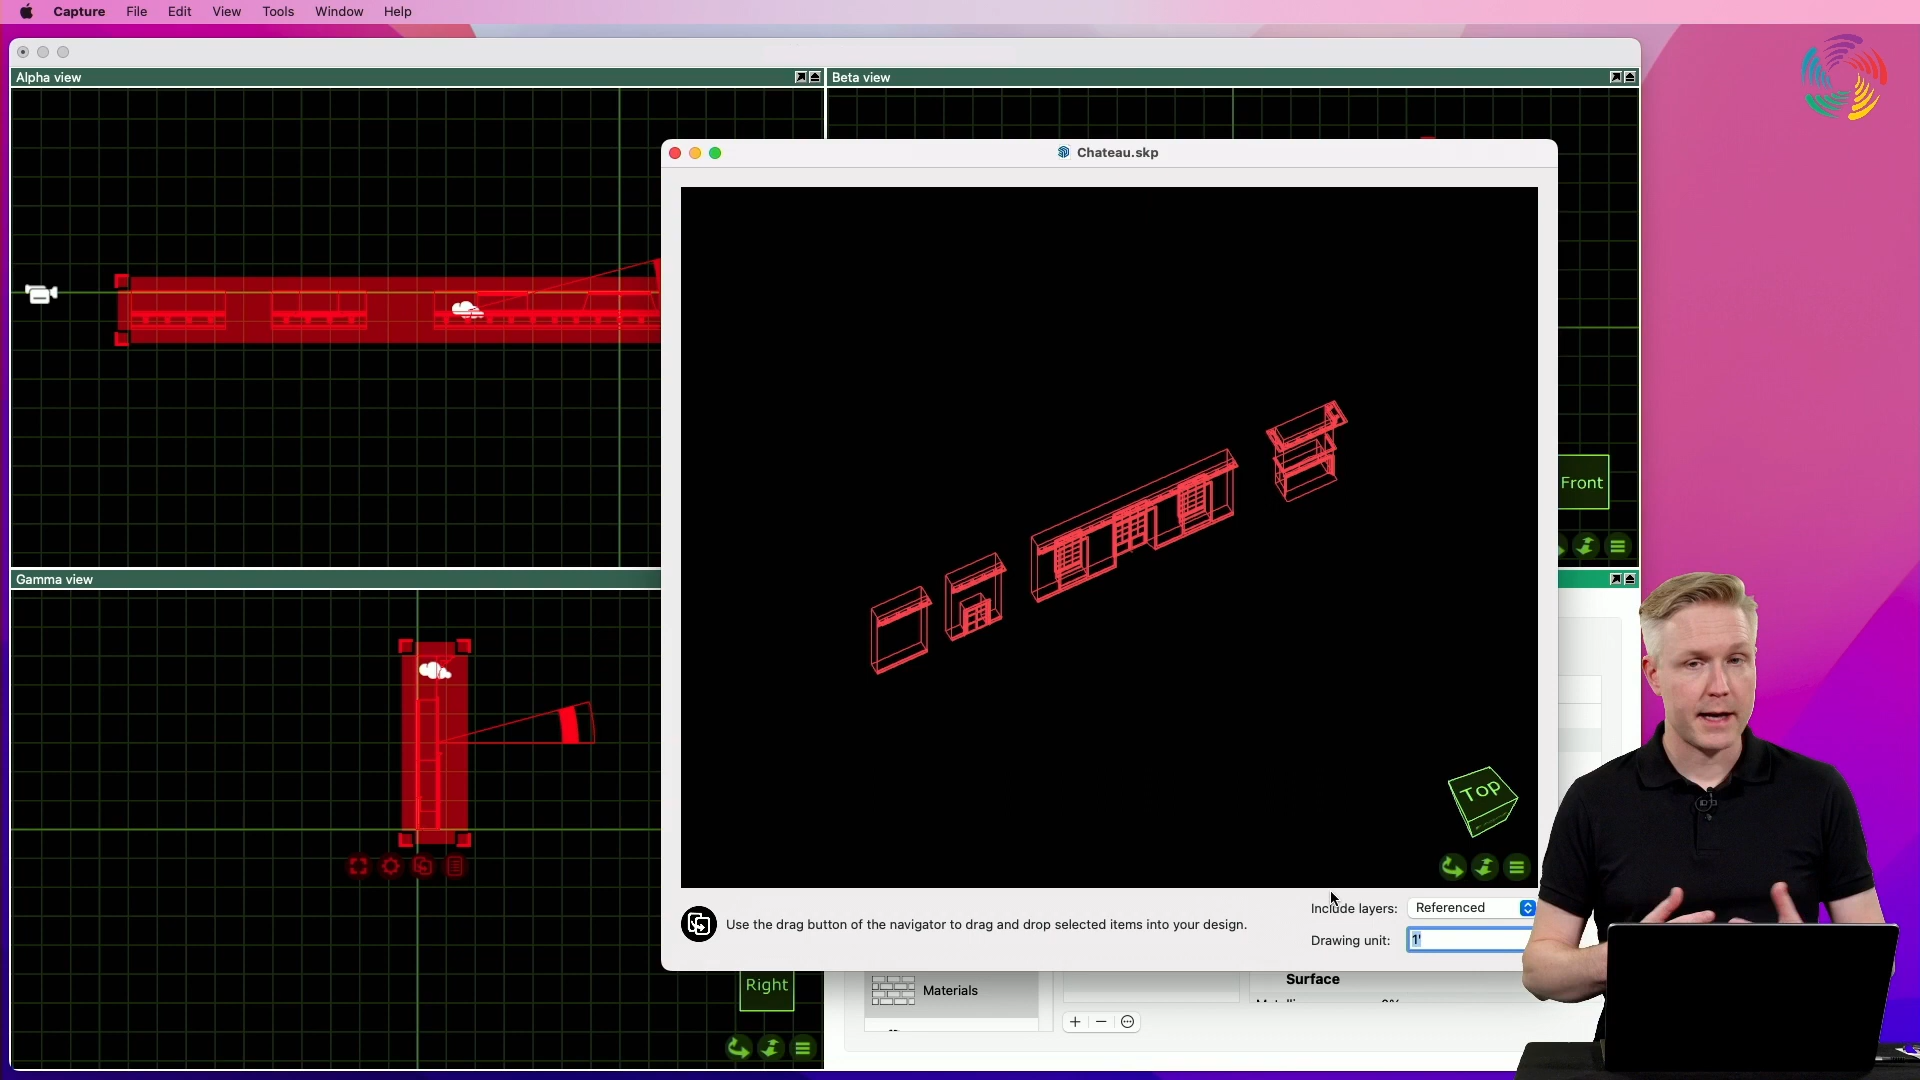 Capture File Edit View Tools Window Help
Alpha view
Beta view
Chateau.skp
Front
Gamma view
Top
Include layers: Referenced
Use the drag button of the navigator to drag and drop selected items into your design.
Drawing unit: 1'
Right
Materials
Surface